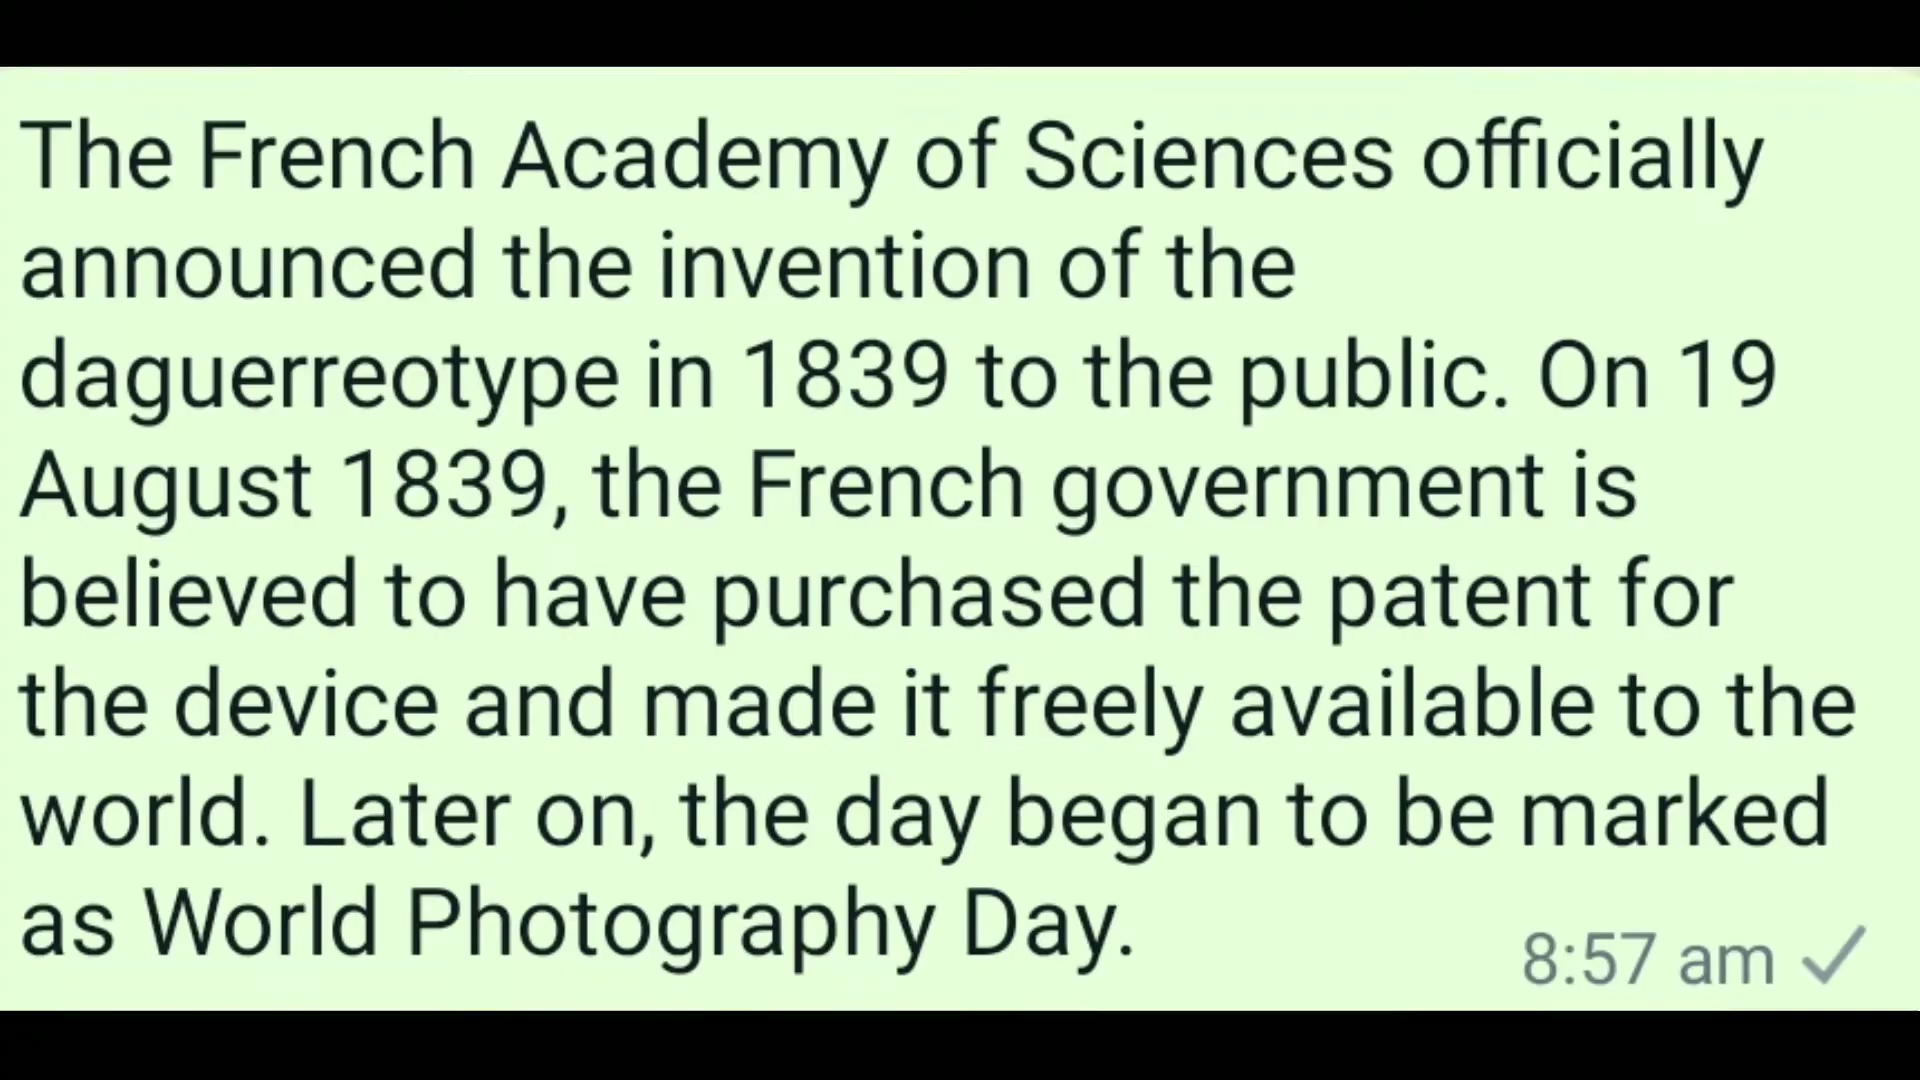 The French Academy of Sciences officially
announced the invention of the
daguerreotype in 1839 to the public. On 19
August 1839, the French government is
believed to have purchased the patent for
the device and made it freely available to the
world. Later on, the day began to be marked
as World Photography Day.
8:57 am